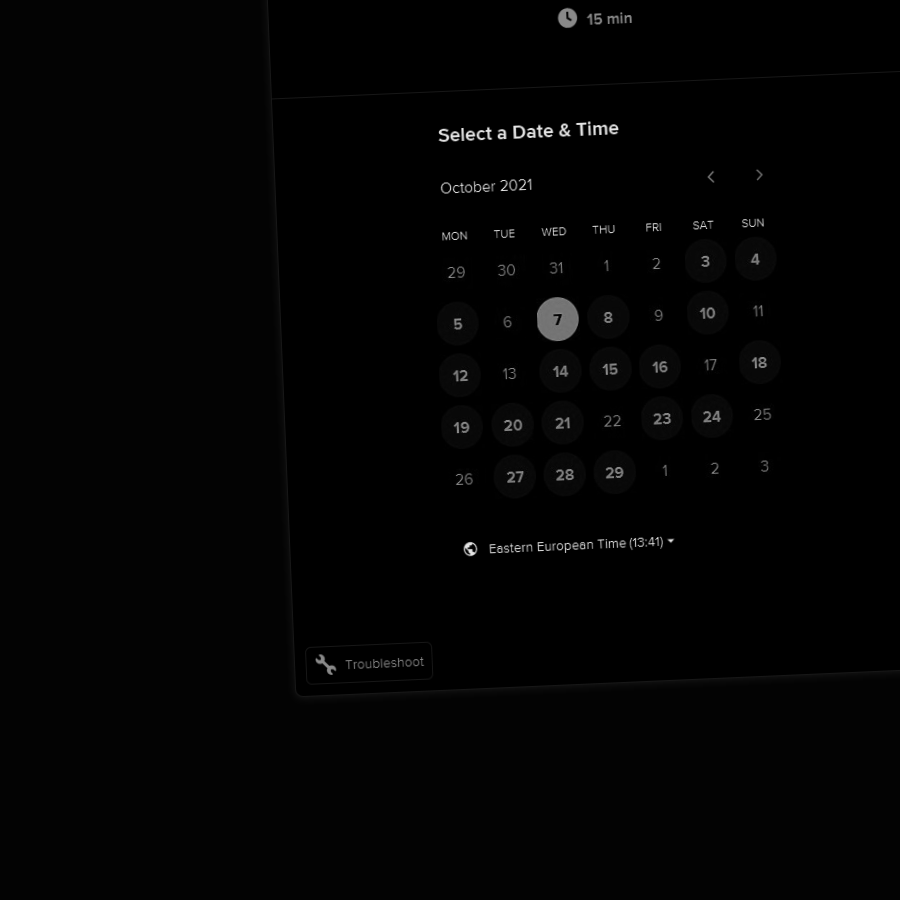 15 min
Select a Date & Time
October 2021
MON TUE WED THU FRI SAT SUN
29 30 31 1 2 3 4
5 6 7 8 9 10 11
12 13 14 15 16 17 18
19 20 21 22 23 24 25
26 27 28 29 1 2 3
Eastern European Time (13:41)
Troubleshoot